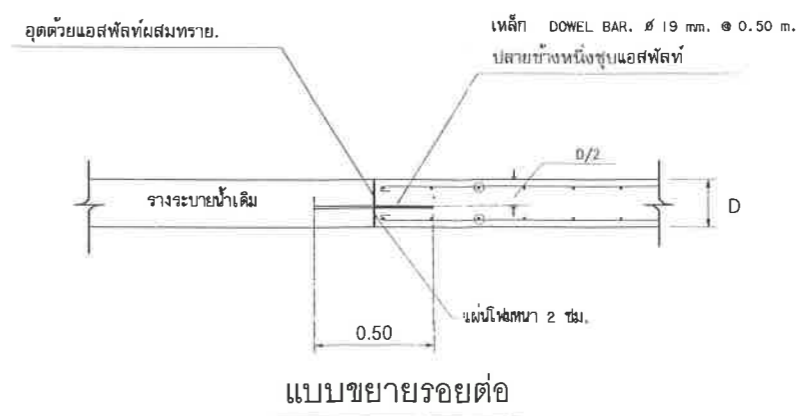 เหล็ก DOWEL BAR. Ø 19 mm. @ 0.50 m.
อุดด้วยแอสฟัลท์ผสมทราย.
ปลายข้างหนึ่งชุบแอสฟัลท์
D/2
รางระบายน้ำเดิม
D
แผ่นโฟมหนา 2 ซม.
0.50
แบบขยายรอยต่อ